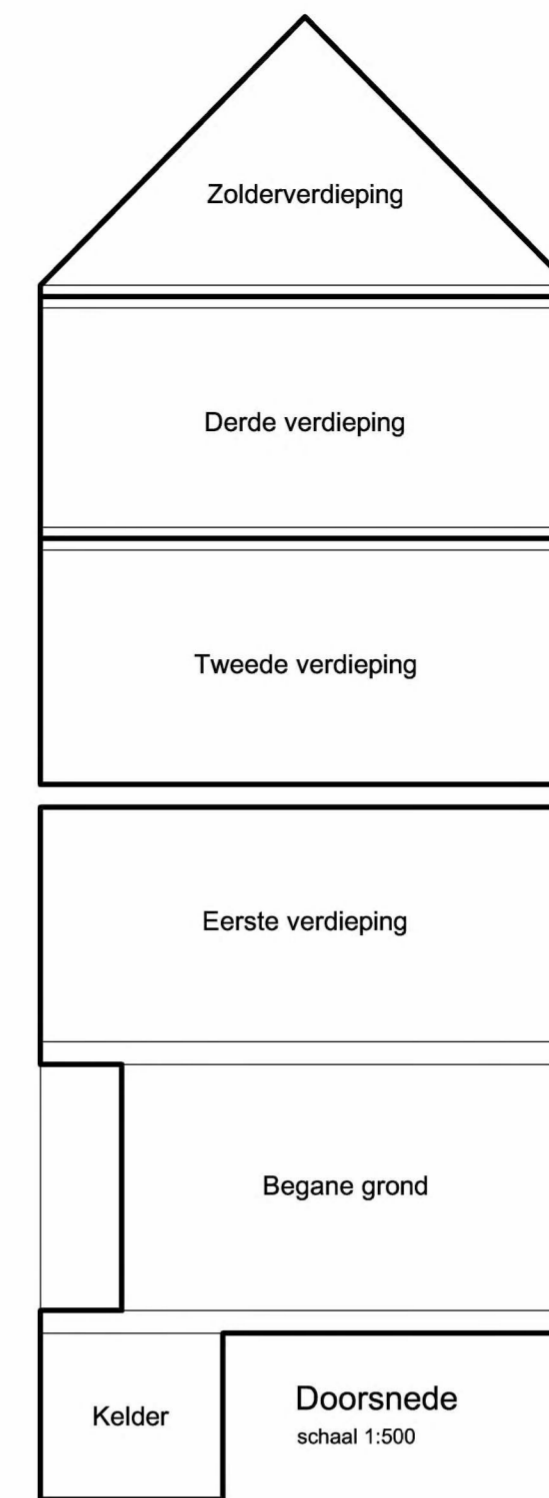 Zolderverdieping
Derde verdieping
Tweede verdieping
Eerste verdieping
Begane grond
Kelder
Doorsnede
schaal 1:500